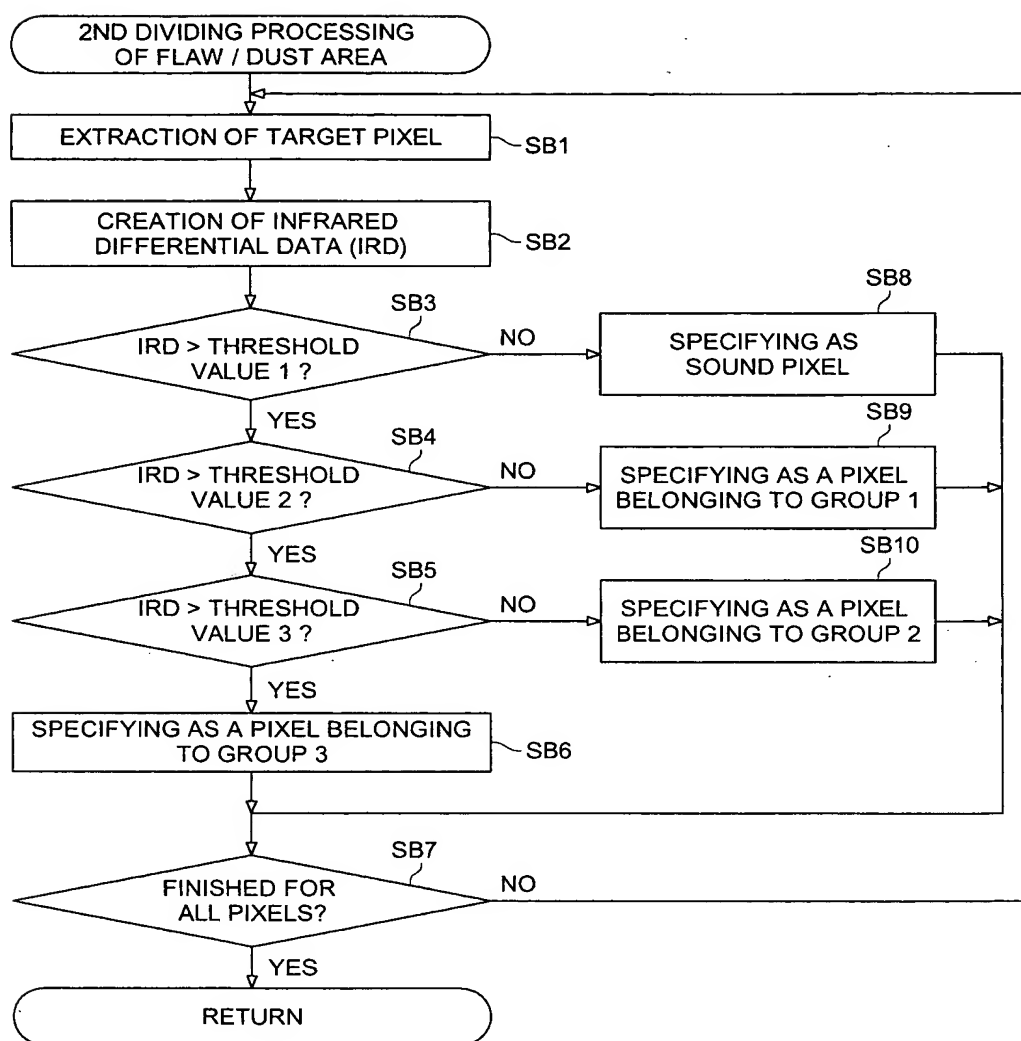 2ND DIVIDING PROCESSING
OF FLAW / DUST AREA
EXTRACTION OF TARGET PIXEL
SB1
CREATION OF INFRARED
DIFFERENTIAL DATA (IRD)
SB2
SB3
IRD > THRESHOLD
VALUE 1 ?
NO
SB8
SPECIFYING AS
SOUND PIXEL
YES
SB4
IRD > THRESHOLD
VALUE 2 ?
NO
SB9
SPECIFYING AS A PIXEL
BELONGING TO GROUP 1
YES
SB5
IRD > THRESHOLD
VALUE 3 ?
NO
SB10
SPECIFYING AS A PIXEL
BELONGING TO GROUP 2
YES
SPECIFYING AS A PIXEL BELONGING
TO GROUP 3
SB6
SB7
FINISHED FOR
ALL PIXELS?
NO
YES
RETURN